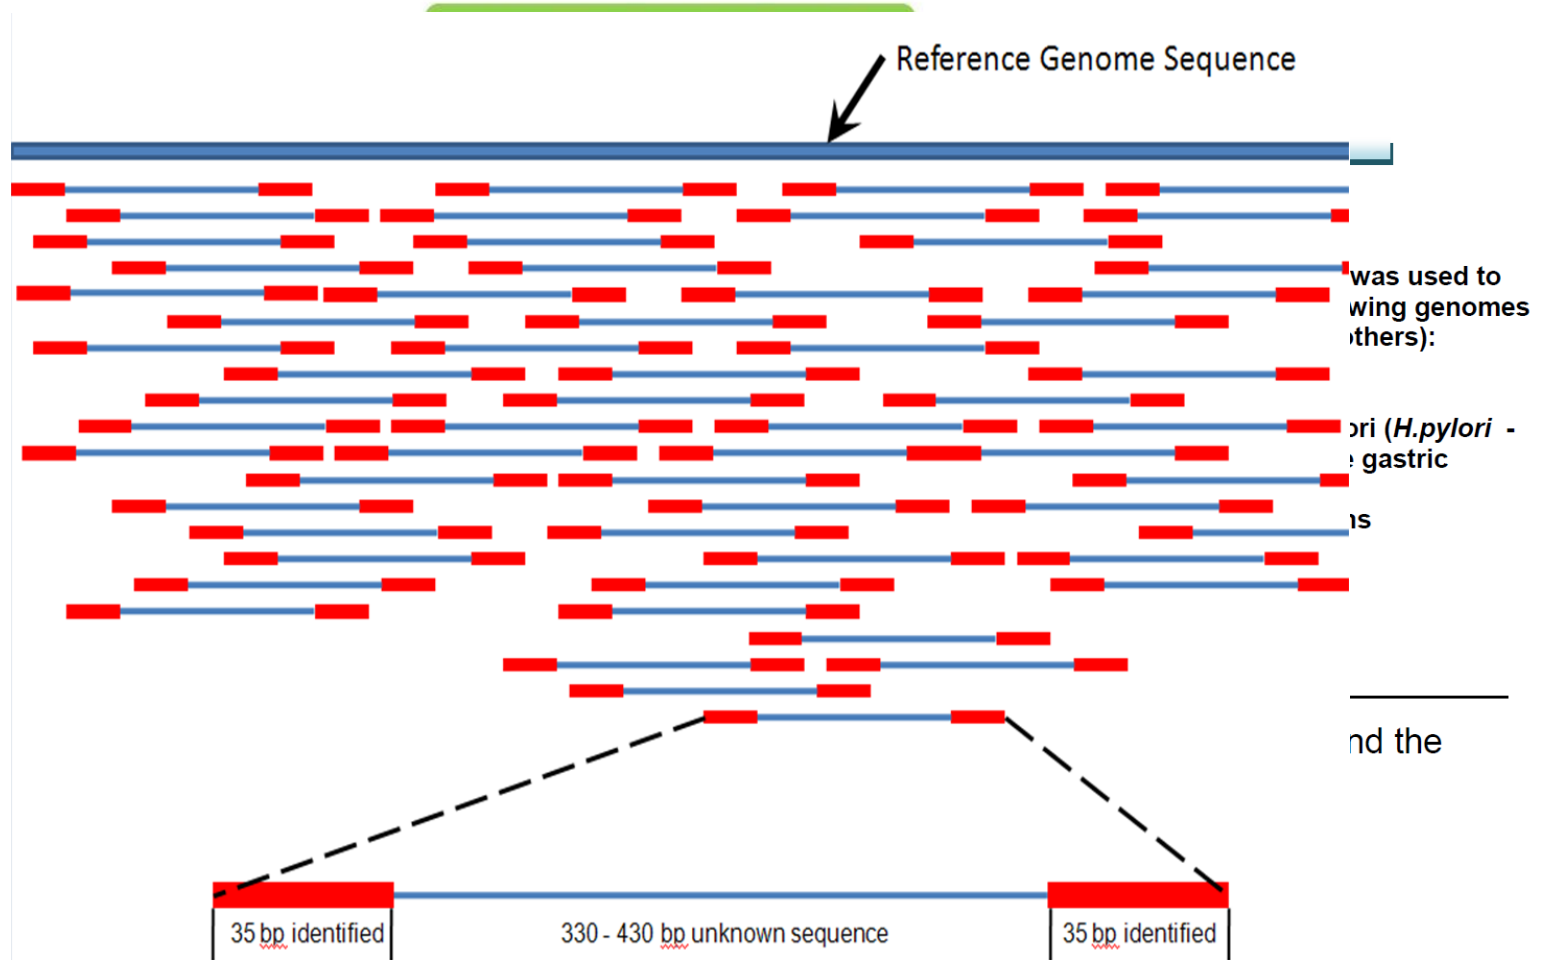 Reference Genome Sequence
was used to
wing genomes
thers):
ori (H.pylori -
gastric
nd the
35 bp identified
330 - 430 bp unknown sequence
35 bp identified